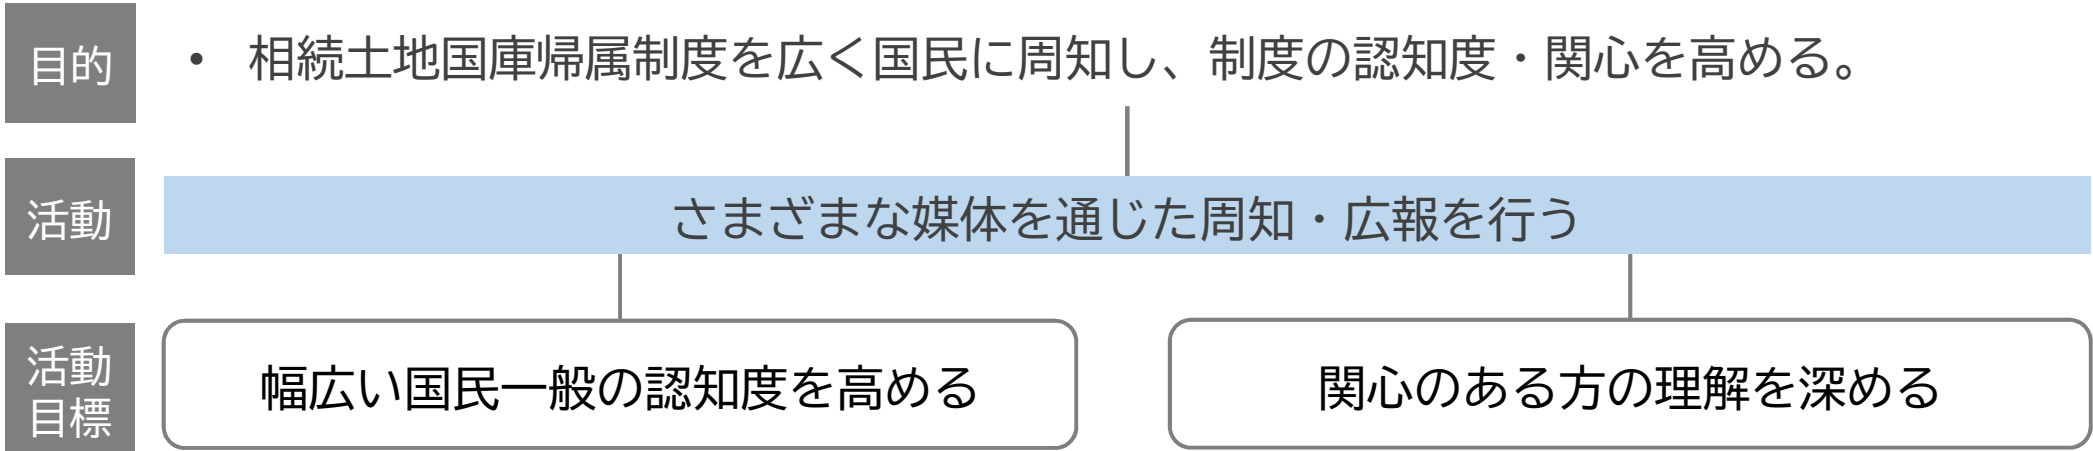 目的
• 相続土地国庫帰属制度を広く国民に周知し、制度の認知度・関心を高める。
活動
さまざまな媒体を通じた周知・広報を行う
活動
目標
幅広い国民一般の認知度を高める
関心のある方の理解を深める